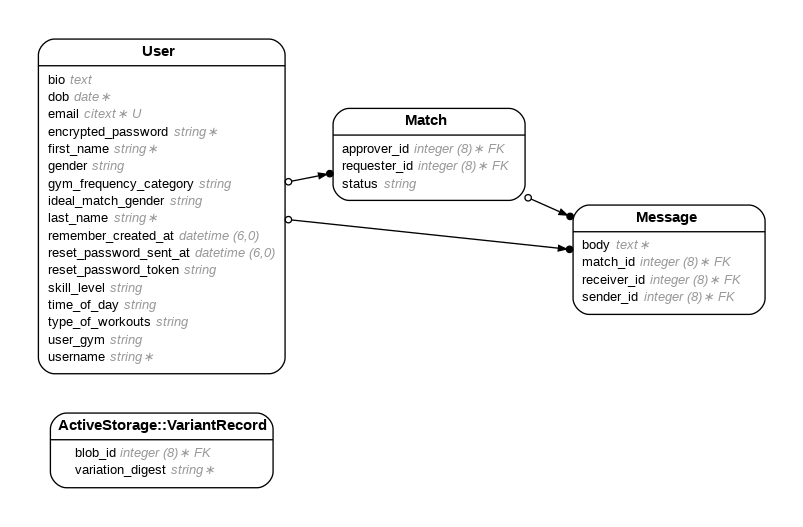 User
bio text
dob date∗
email citext∗ U
encrypted_password string∗
first_name string∗
gender string
gym_frequency_category string
ideal_match_gender string
last_name string∗
remember_created_at datetime (6,0)
reset_password_sent_at datetime (6,0)
reset_password_token string
skill_level string
time_of_day string
type_of_workouts string
user_gym string
username string∗
Match
approver_id integer (8)∗ FK
requester_id integer (8)∗ FK
status string
Message
body text∗
match_id integer (8)∗ FK
receiver_id integer (8)∗ FK
sender_id integer (8)∗ FK
ActiveStorage::VariantRecord
blob_id integer (8)∗ FK
variation_digest string∗